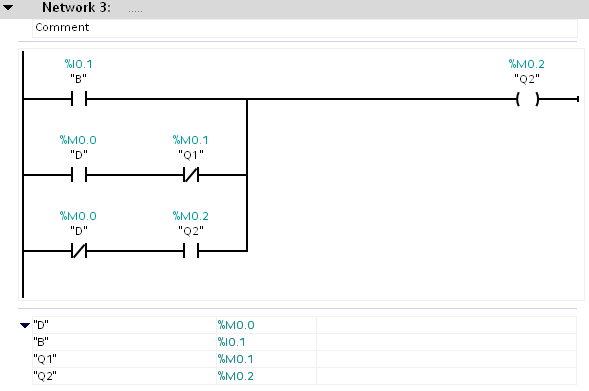 Network 3: .....
Comment
%I0.1 %M0.2
"B" "Q2"
%M0.0 %M0.1
"D" "Q1"
%M0.0 %M0.2
"D" "Q2"
"D" %M0.0
"B" %I0.1
"Q1" %M0.1
"Q2" %M0.2